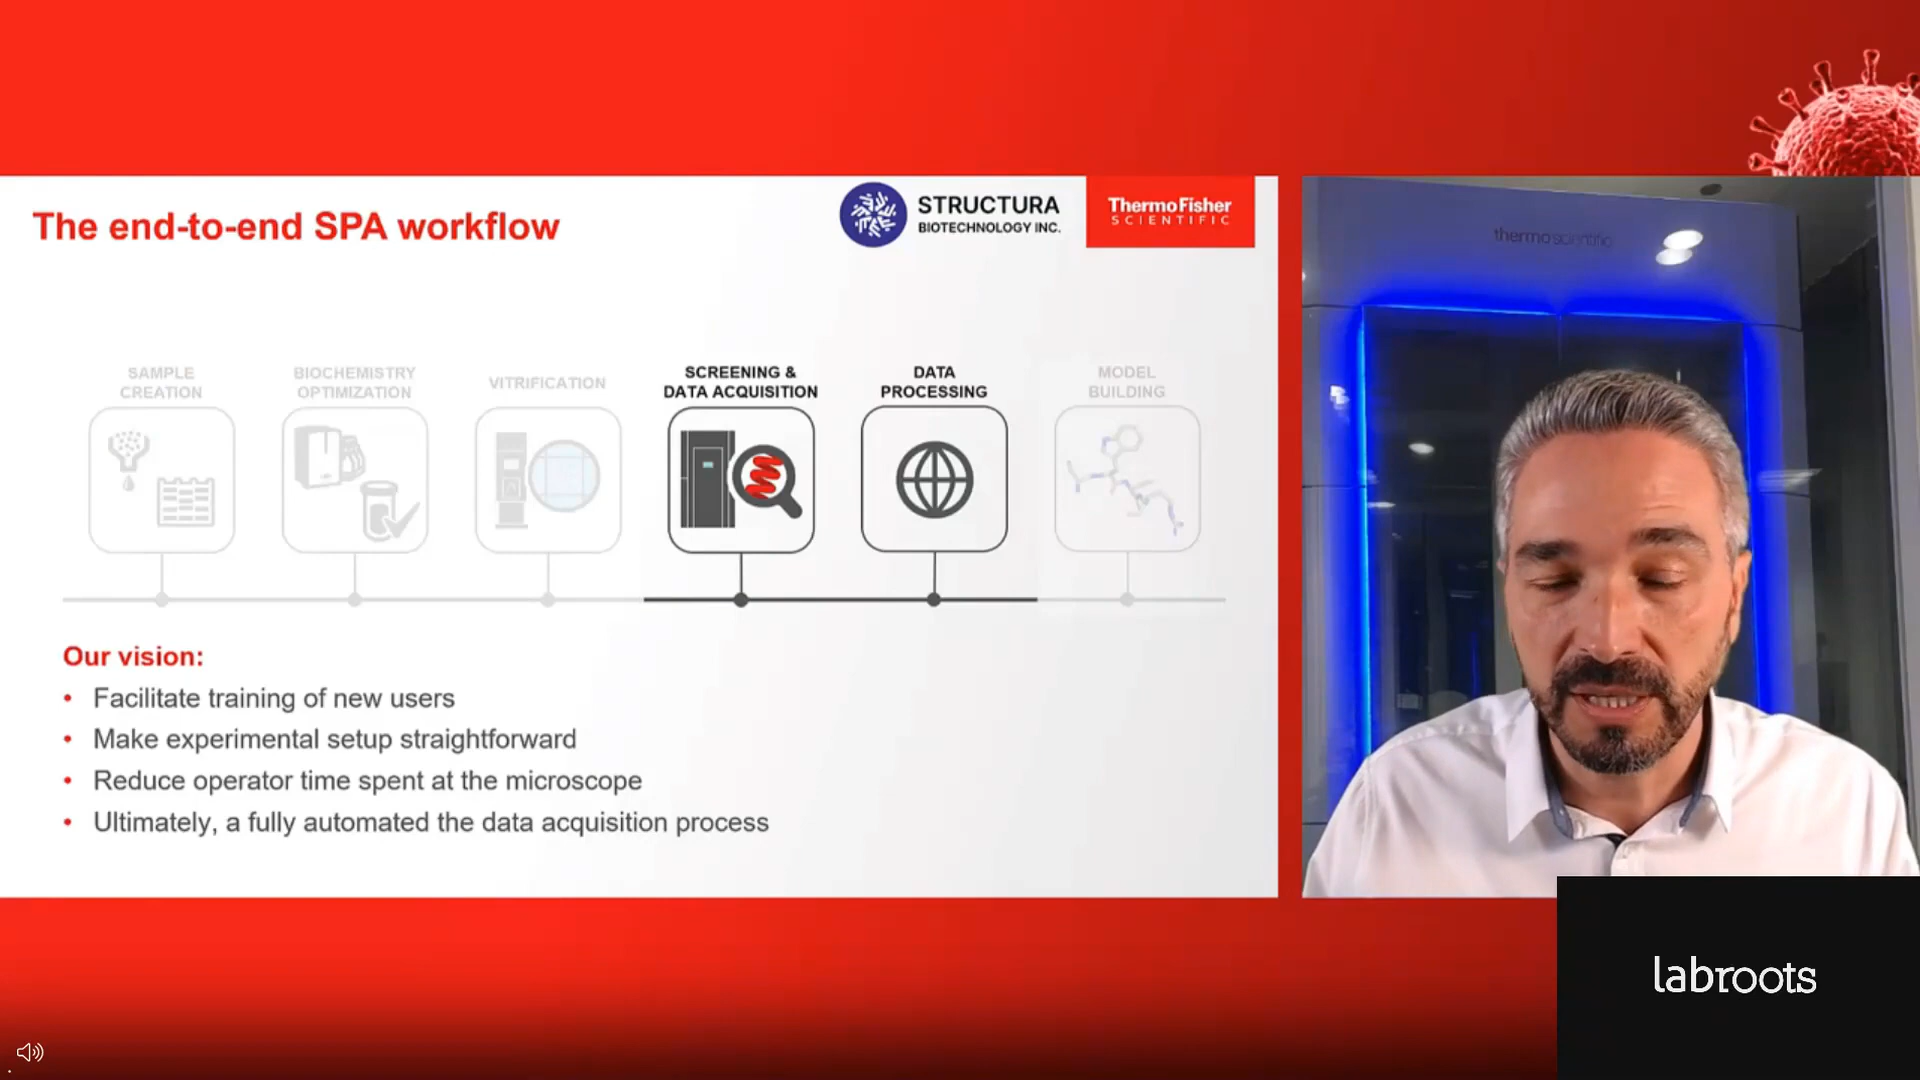 The end-to-end SPA workflow
STRUCTURA
BIOTECHNOLOGY INC.
ThermoFisher
SCIENTIFIC
SAMPLE
CREATION
BIOCHEMISTRY
OPTIMIZATION
VITRIFICATION
SCREENING &
DATA ACQUISITION
DATA
PROCESSING
MODEL
BUILDING
Our vision:
• Facilitate training of new users
• Make experimental setup straightforward
• Reduce operator time spent at the microscope
• Ultimately, a fully automated the data acquisition process
thermo scientific
labroots